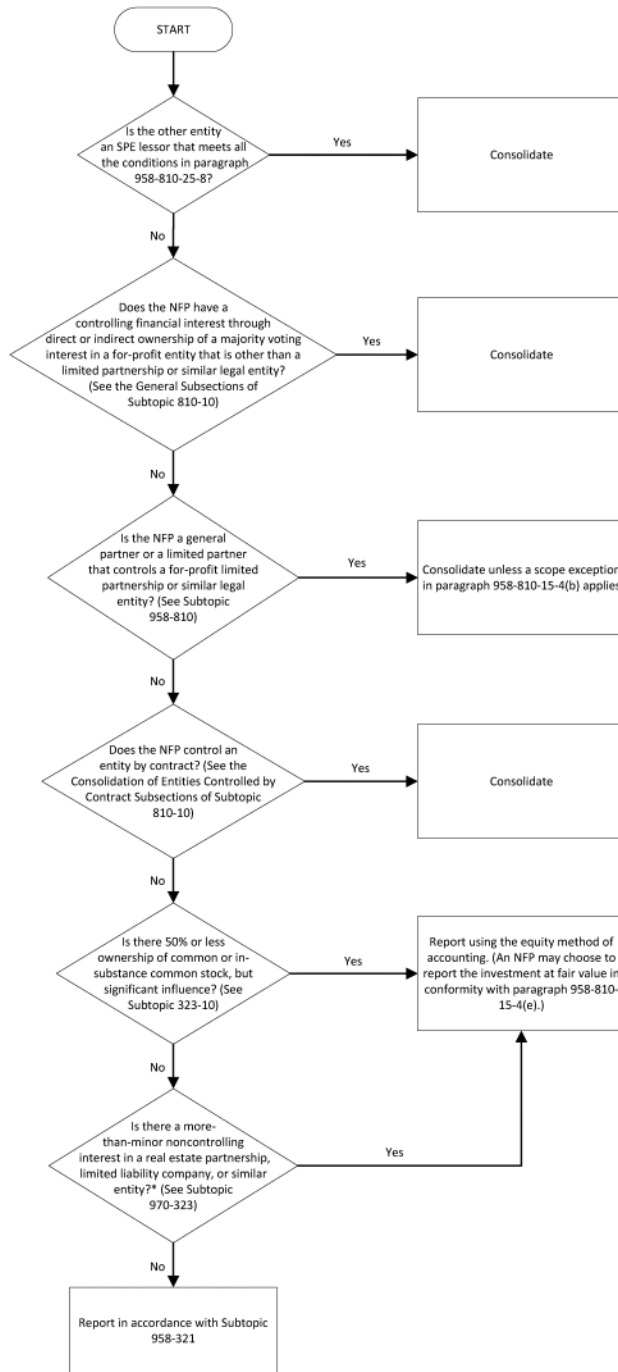 START
Is the other entity
an SPE lessor that meets all
the conditions in paragraph
958-810-25-8?
Yes
Consolidate
No
Does the NFP have a
controlling financial interest through
direct or indirect ownership of a majority voting
interest in a for-profit entity that is other than a
limited partnership or similar legal entity?
(See the General Subsections of
Subtopic 810-10)
Yes
Consolidate
No
Is the NFP a general
partner or a limited partner
that controls a for-profit limited
partnership or similar legal
entity? (See Subtopic
958-810)
Yes
Consolidate unless a scope exception
in paragraph 958-810-15-4(b) applies
No
Does the NFP control an
entity by contract? (See the
Consolidation of Entities Controlled by
Contract Subsections of Subtopic
810-10)
Yes
Consolidate
No
Is there 50% or less
ownership of common or in-
substance common stock, but
significant influence? (See
Subtopic 323-10)
Yes
Report using the equity method of
accounting. (An NFP may choose to
report the investment at fair value in
conformity with paragraph 958-810-
15-4(e).)
No
Is there a more-
than-minor noncontrolling
interest in a real estate partnership,
limited liability company, or similar
entity?* (See Subtopic
970-323)
Yes
No
Report in accordance with Subtopic
958-321